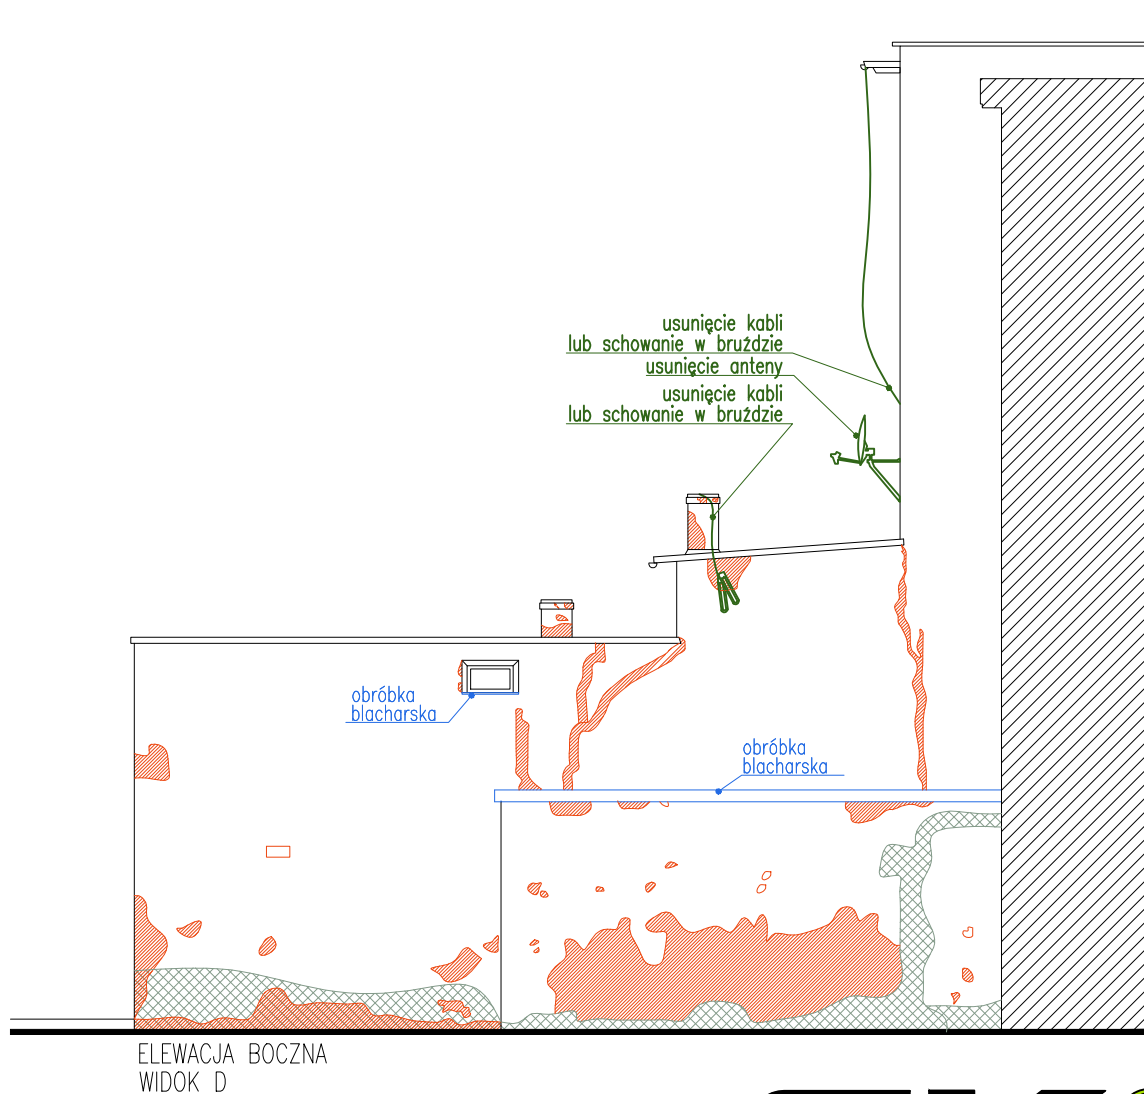 usunięcie kabli
lub schowanie w bruździe
usunięcie anteny
usunięcie kabli
lub schowanie w bruździe
obróbka
blacharska
obróbka
blacharska
ELEWACJA BOCZNA
WIDOK D